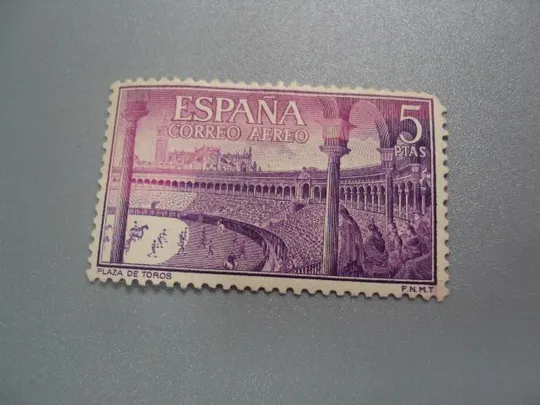 ESPAÑA
CORREO AEREO
5
PTAS
PLAZA DE TOROS
F.N.M.T.